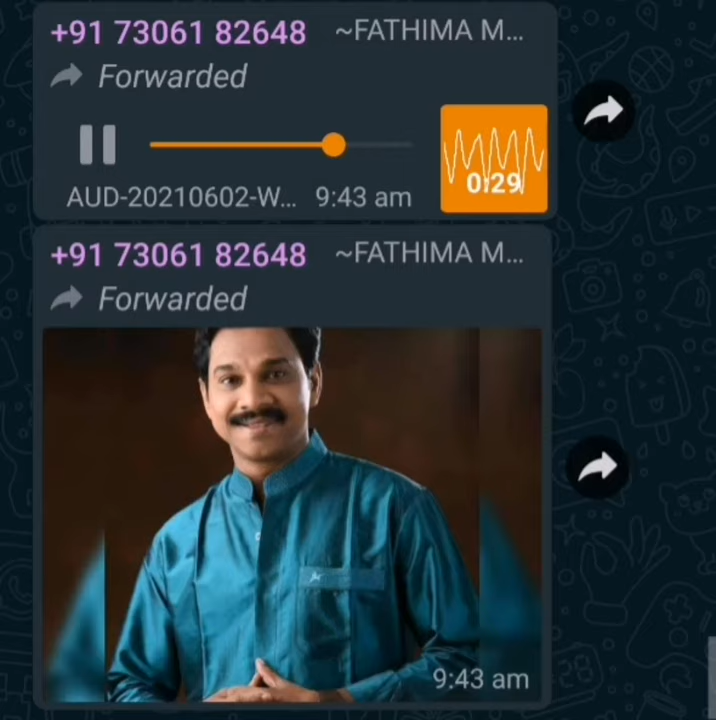 +91 73061 82648 ~FATHIMA M...
Forwarded
0:29
AUD-20210602-W... 9:43 am
+91 73061 82648 ~FATHIMA M...
Forwarded
9:43 am